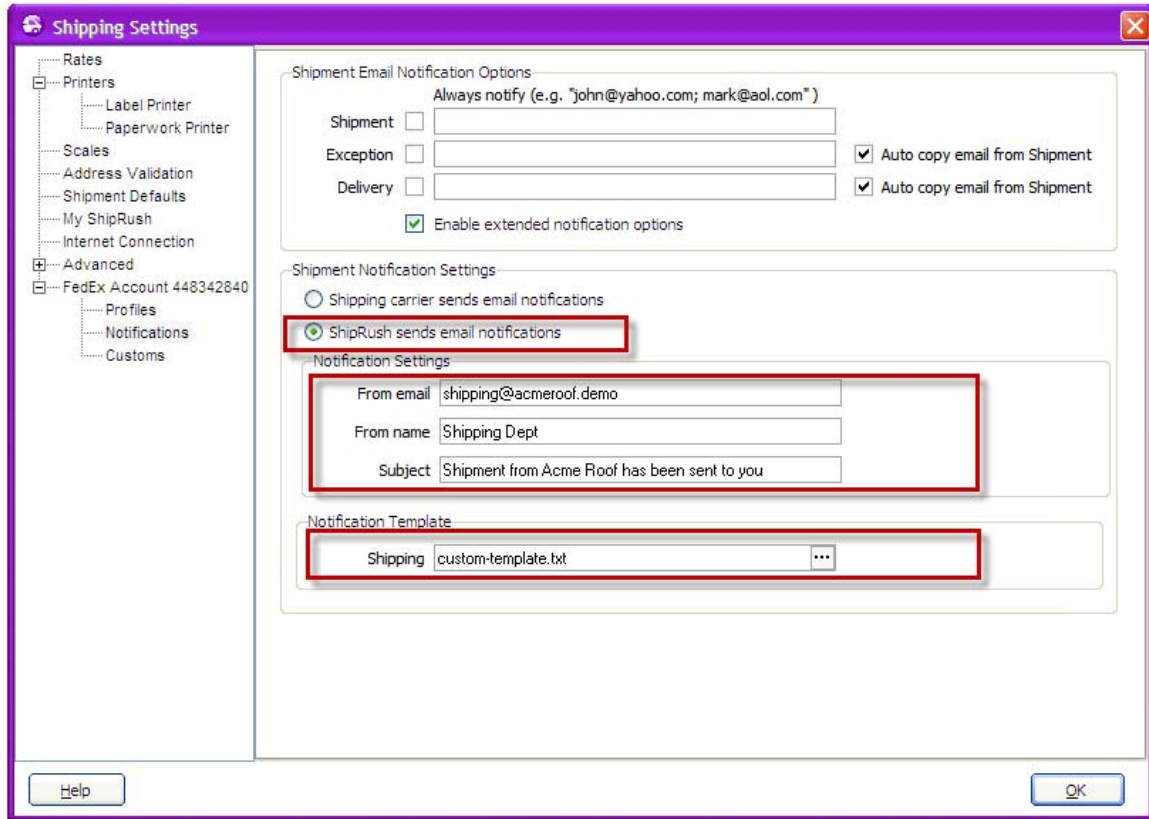 Shipping Settings
Rates
Printers
Label Printer
Paperwork Printer
Scales
Address Validation
Shipment Defaults
My ShipRush
Internet Connection
Advanced
FedEx Account 448342840
Profiles
Notifications
Customs
Shipment Email Notification Options
Always notify (e.g. "john@yahoo.com; mark@aol.com" )
Shipment
Exception
Auto copy email from Shipment
Delivery
Auto copy email from Shipment
Enable extended notification options
Shipment Notification Settings
Shipping carrier sends email notifications
ShipRush sends email notifications
Notification Settings
From email shipping@acmeroof.demo
From name Shipping Dept
Subject Shipment from Acme Roof has been sent to you
Notification Template
Shipping custom-template.txt ...
Help
OK